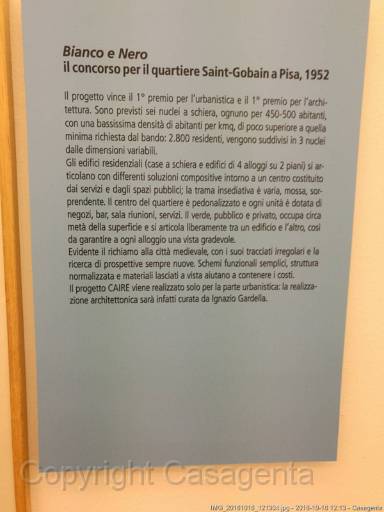 Bianco e Nero
il concorso per il quartiere Saint-Gobain a Pisa, 1952
Il progetto vince il 1° premio per l'urbanistica e il 1° premio per l'archi-
tettura. Sono previsti sei nuclei a schiera, ognuno per 450-500 abitanti,
con una bassissima densità di abitanti per kmq, di poco superiore a quella
minima richiesta dal bando: 2.800 residenti, vengono suddivisi in 3 nuclei
dalle dimensioni variabili.
Gli edifici residenziali (case a schiera e edifici di 4 alloggi su 2 piani) si ar-
ticolano con differenti soluzioni compositive intorno a un centro costituito
dai servizi e dagli spazi pubblici; la trama insediativa è varia, mossa, sor-
prendente. Il centro del quartiere è pedonalizzato e ogni unità è dotata di
negozi, bar, sala riunioni, servizi. Il verde, pubblico e privato, occupa circa
metà della superficie e si articola liberamente tra un edificio e l'altro, così
da garantire a ogni alloggio una vista gradevole.
Evidente il richiamo alla città medievale, con i suoi tracciati irregolari e la
ricerca di prospettive sempre nuove. Schemi funzionali semplici, struttura
normalizzata e materiali lasciati a vista aiutano a contenere i costi.
Il progetto CAIRE viene realizzato solo per la parte urbanistica: la realizza-
zione architettonica sarà infatti curata da Ignazio Gardella.
Copyright Casagenta
IMG_20161016_121304.jpg - 2016-10-16 12:13 - Casagenta